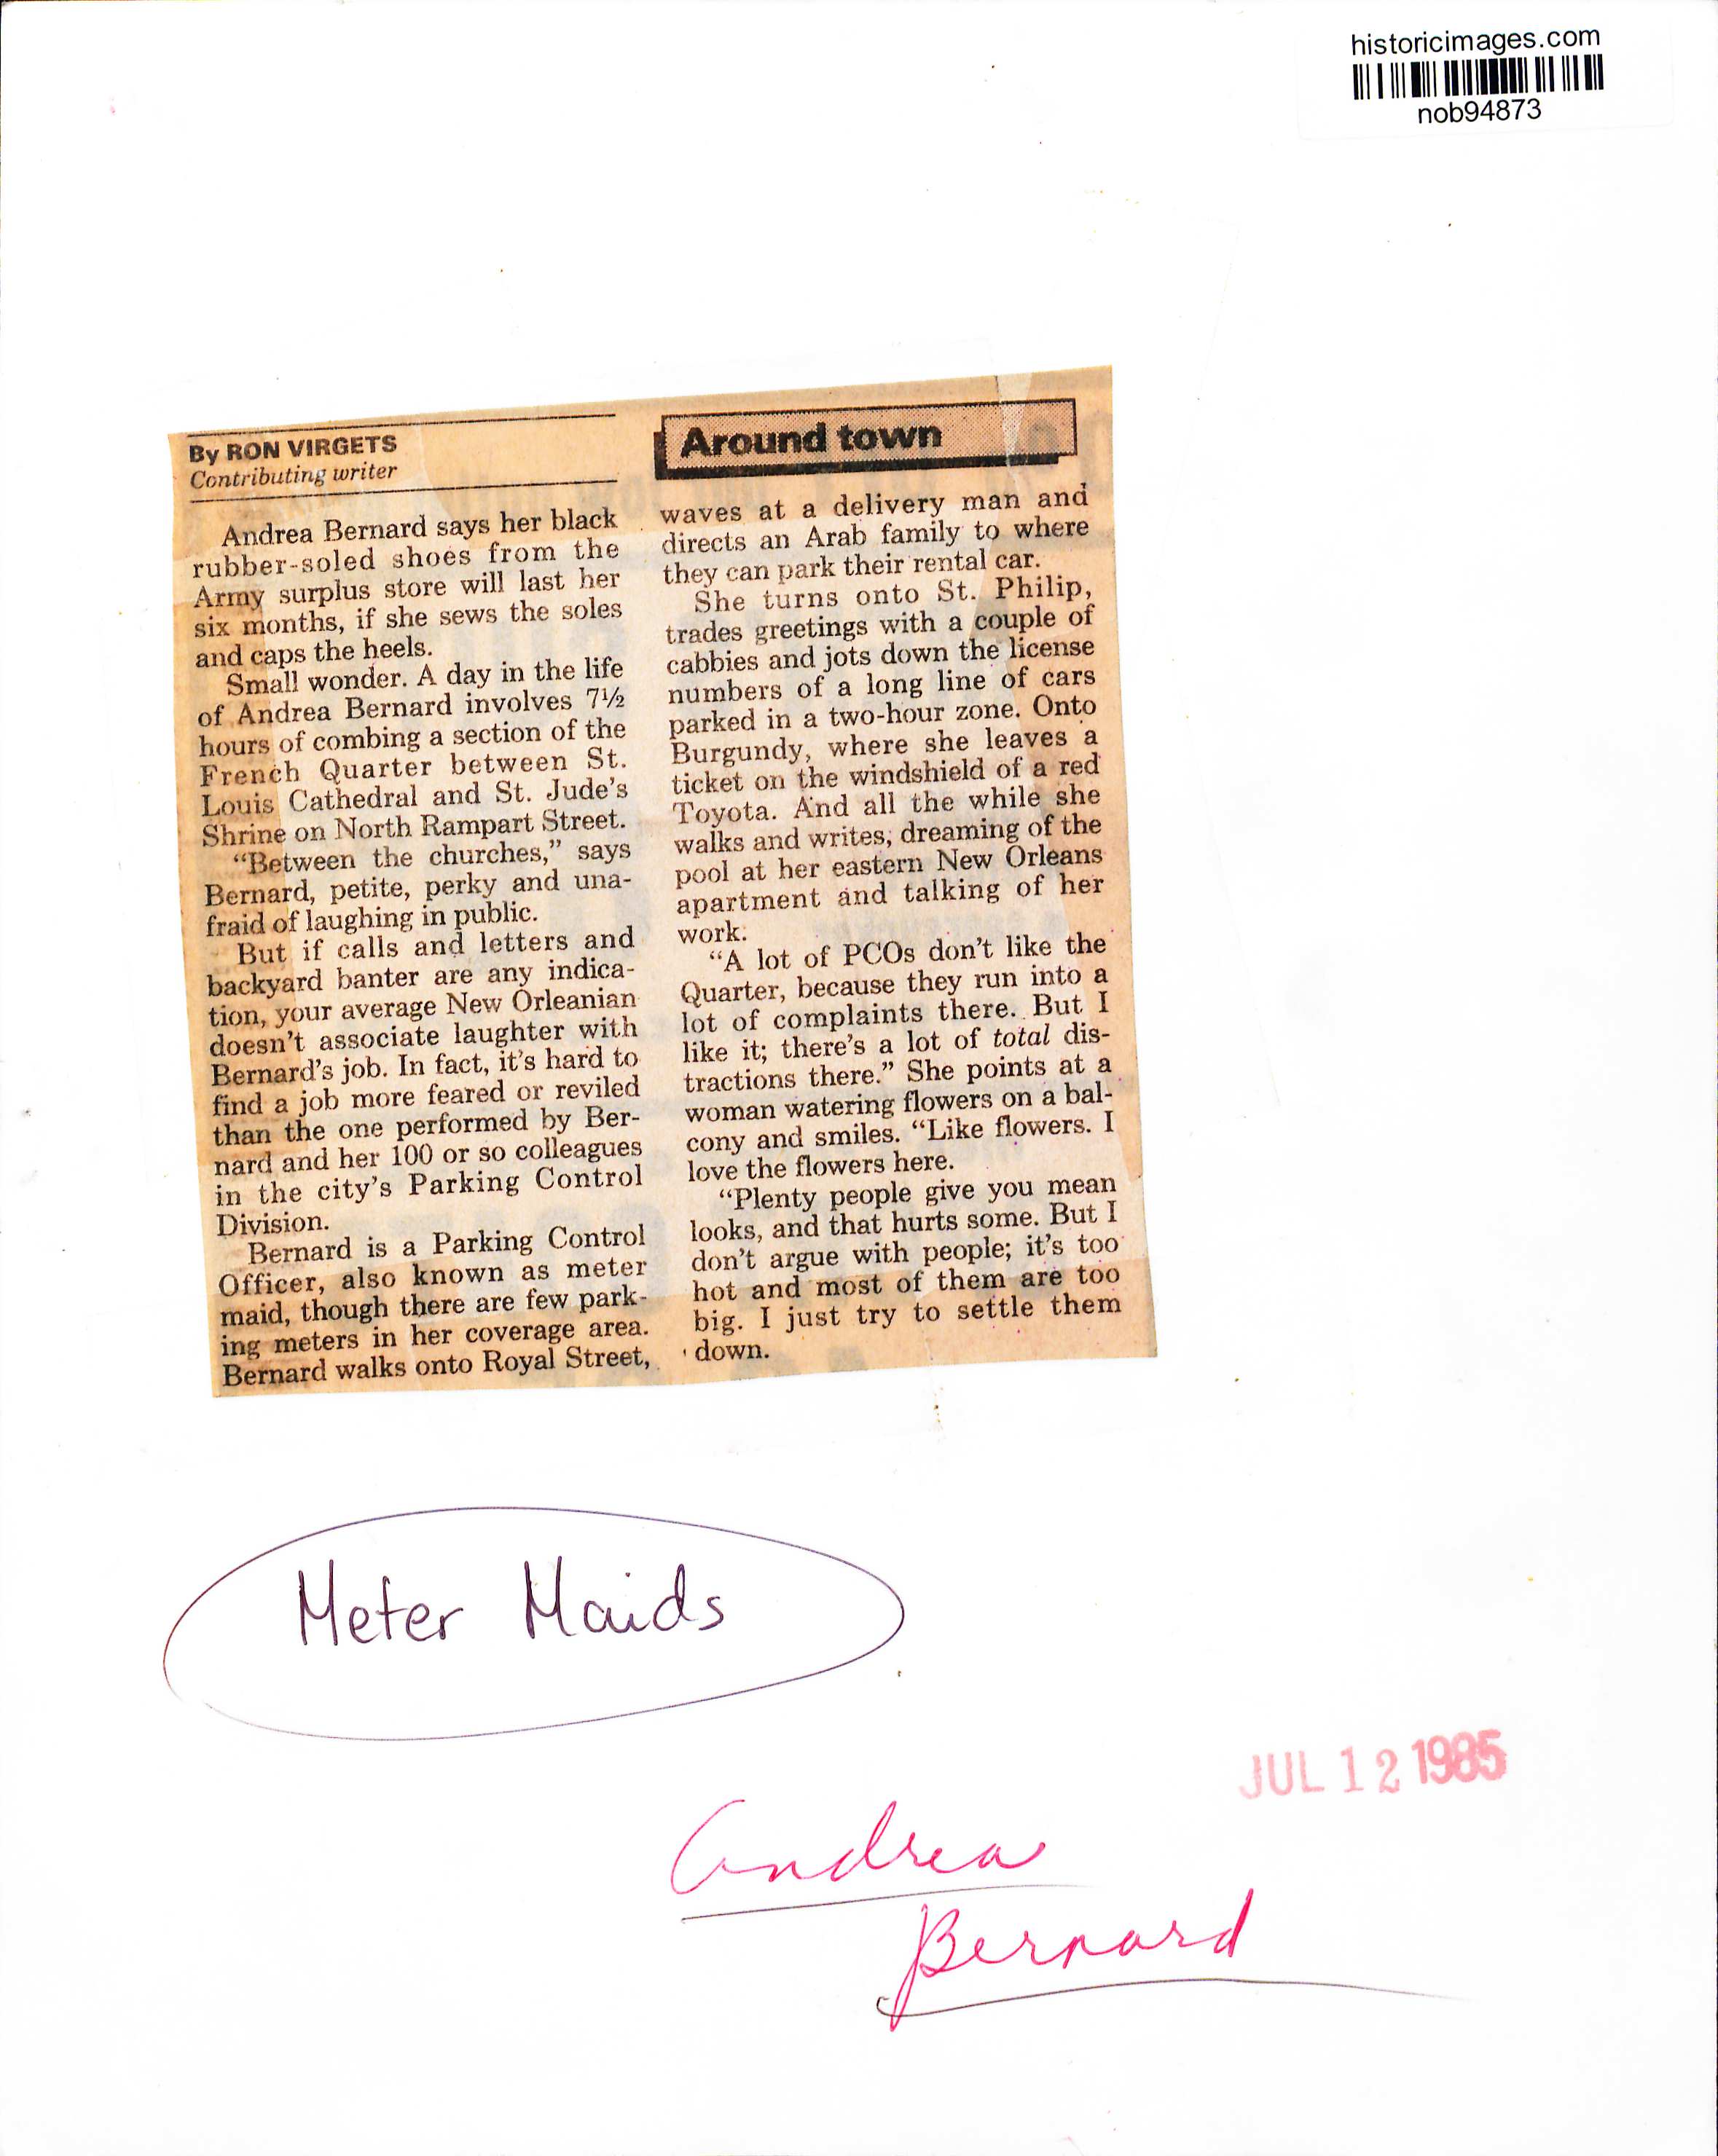 historicimages.com
nob94873
By RON VIRGETS
Contributing writer
Andrea Bernard says her black
rubber-soled shoes from the
Army surplus store will last her
six months, if she sews the soles
and caps the heels.
Small wonder. A day in the life
of Andrea Bernard involves 7½
hours of combing a section of the
French Quarter between St.
Louis Cathedral and St. Jude's
Shrine on North Rampart Street.
“Between the churches,” says
Bernard, petite, perky and una-
fraid of laughing in public.
But if calls and letters and
backyard banter are any indica-
tion, your average New Orleanian
doesn't associate laughter with
Bernard's job. In fact, it's hard to
find a job more feared or reviled
than the one performed by Ber-
nard and her 100 or so colleagues
in the city's Parking Control
Division.
Bernard is a Parking Control
Officer, also known as meter
maid, though there are few park-
ing meters in her coverage area.
Bernard walks onto Royal Street,
Around town
waves at a delivery man and
directs an Arab family to where
they can park their rental car.
She turns onto St. Philip,
trades greetings with a couple of
cabbies and jots down the license
numbers of a long line of cars
parked in a two-hour zone. Onto
Burgundy, where she leaves a
ticket on the windshield of a red
Toyota. And all the while she
walks and writes, dreaming of the
pool at her eastern New Orleans
apartment and talking of her
work.
“A lot of PCOs don't like the
Quarter, because they run into a
lot of complaints there. But I
like it; there's a lot of total dis-
tractions there.” She points at a
woman watering flowers on a bal-
cony and smiles. “Like flowers. I
love the flowers here.
“Plenty people give you mean
looks, and that hurts some. But I
don't argue with people; it's too
hot and most of them are too
big. I just try to settle them
down.
Meter Maids
JUL 12 1985
Andrea
Bernard